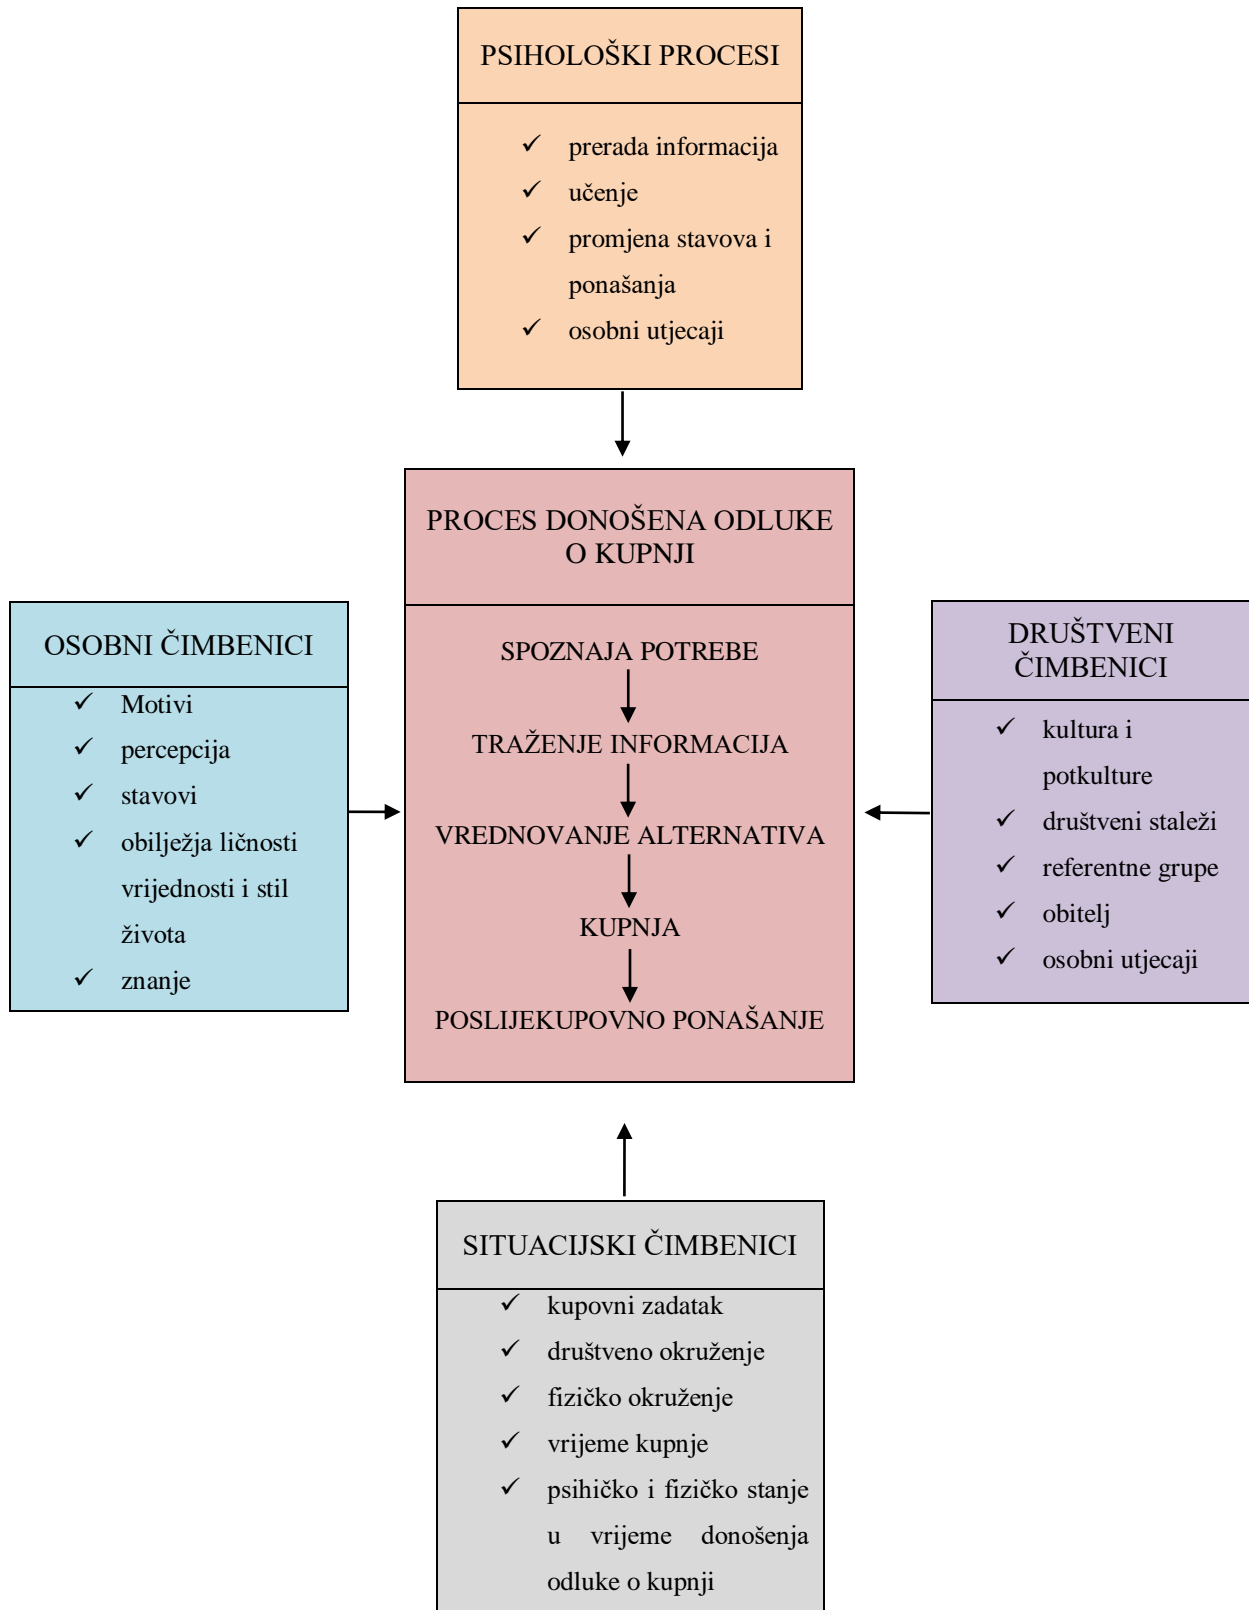 PSIHOLOŠKI PROCESI
✓ prerada informacija
✓ učenje
✓ promjena stavova i
ponašanja
✓ osobni utjecaji
PROCES DONOŠENA ODLUKE
O KUPNJI
SPOZNAJA POTREBE
TRAŽENJE INFORMACIJA
VREDNOVANJE ALTERNATIVA
KUPNJA
POSLIJEKUPOVNO PONAŠANJE
OSOBNI ČIMBENICI
✓ Motivi
✓ percepcija
✓ stavovi
✓ obilježja ličnosti
vrijednosti i stil
života
✓ znanje
DRUŠTVENI
ČIMBENICI
✓ kultura i
potkulture
✓ društveni staleži
✓ referentne grupe
✓ obitelj
✓ osobni utjecaji
SITUACIJSKI ČIMBENICI
✓ kupovni zadatak
✓ društveno okruženje
✓ fizičko okruženje
✓ vrijeme kupnje
✓ psihičko i fizičko stanje
u vrijeme donošenja
odluke o kupnji